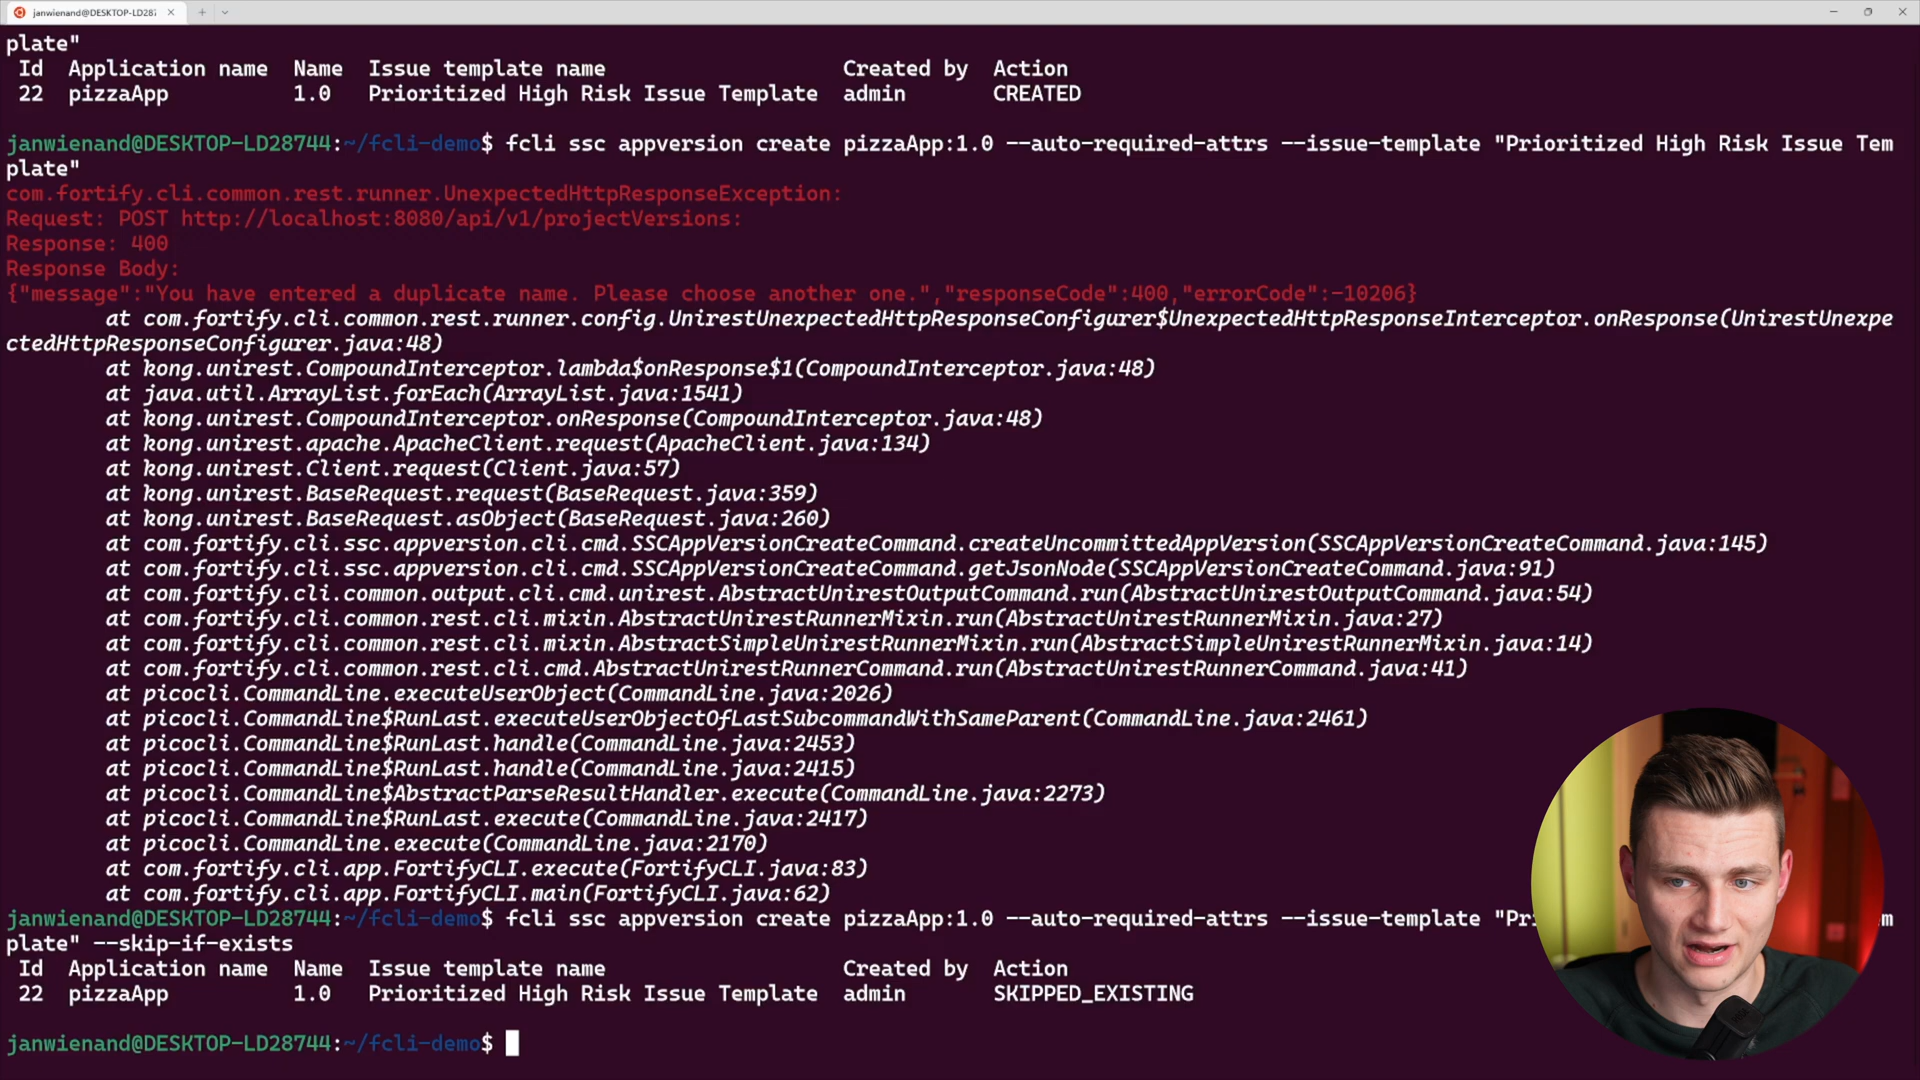 janwienand@DESKTOP-LD287
plate"
Id Application name Name Issue template name Created by Action
22 pizzaApp 1.0 Prioritized High Risk Issue Template admin CREATED
janwienand@DESKTOP-LD28744:~/fcli-demo$ fcli ssc appversion create pizzaApp:1.0 --auto-required-attrs --issue-template "Prioritized High Risk Issue Tem
plate"
com.fortify.cli.common.rest.runner.UnexpectedHttpResponseException:
Request: POST http://localhost:8080/api/v1/projectVersions:
Response: 400
Response Body:
{"message":"You have entered a duplicate name. Please choose another one.","responseCode":400,"errorCode":-10206}
at com.fortify.cli.common.rest.runner.config.UnirestUnexpectedHttpResponseConfigurer$UnexpectedHttpResponseInterceptor.onResponse(UnirestUnexpe
ctedHttpResponseConfigurer.java:48)
at kong.unirest.CompoundInterceptor.lambda$onResponse$1(CompoundInterceptor.java:48)
at java.util.ArrayList.forEach(ArrayList.java:1541)
at kong.unirest.CompoundInterceptor.onResponse(CompoundInterceptor.java:48)
at kong.unirest.apache.ApacheClient.request(ApacheClient.java:134)
at kong.unirest.Client.request(Client.java:57)
at kong.unirest.BaseRequest.request(BaseRequest.java:359)
at kong.unirest.BaseRequest.asObject(BaseRequest.java:260)
at com.fortify.cli.ssc.appversion.cli.cmd.SSCAppVersionCreateCommand.createUncommittedAppVersion(SSCAppVersionCreateCommand.java:145)
at com.fortify.cli.ssc.appversion.cli.cmd.SSCAppVersionCreateCommand.getJsonNode(SSCAppVersionCreateCommand.java:91)
at com.fortify.cli.common.output.cli.cmd.unirest.AbstractUnirestOutputCommand.run(AbstractUnirestOutputCommand.java:54)
at com.fortify.cli.common.rest.cli.mixin.AbstractUnirestRunnerMixin.run(AbstractUnirestRunnerMixin.java:27)
at com.fortify.cli.common.rest.cli.mixin.AbstractSimpleUnirestRunnerMixin.run(AbstractSimpleUnirestRunnerMixin.java:14)
at com.fortify.cli.common.rest.cli.cmd.AbstractUnirestRunnerCommand.run(AbstractUnirestRunnerCommand.java:41)
at picocli.CommandLine.executeUserObject(CommandLine.java:2026)
at picocli.CommandLine$RunLast.executeUserObjectOfLastSubcommandWithSameParent(CommandLine.java:2461)
at picocli.CommandLine$RunLast.handle(CommandLine.java:2453)
at picocli.CommandLine$RunLast.handle(CommandLine.java:2415)
at picocli.CommandLine$AbstractParseResultHandler.execute(CommandLine.java:2273)
at picocli.CommandLine$RunLast.execute(CommandLine.java:2417)
at picocli.CommandLine.execute(CommandLine.java:2170)
at com.fortify.cli.app.FortifyCLI.execute(FortifyCLI.java:83)
at com.fortify.cli.app.FortifyCLI.main(FortifyCLI.java:62)
janwienand@DESKTOP-LD28744:~/fcli-demo$ fcli ssc appversion create pizzaApp:1.0 --auto-required-attrs --issue-template "Pri
plate" --skip-if-exists
Id Application name Name Issue template name Created by Action
22 pizzaApp 1.0 Prioritized High Risk Issue Template admin SKIPPED_EXISTING
janwienand@DESKTOP-LD28744:~/fcli-demo$